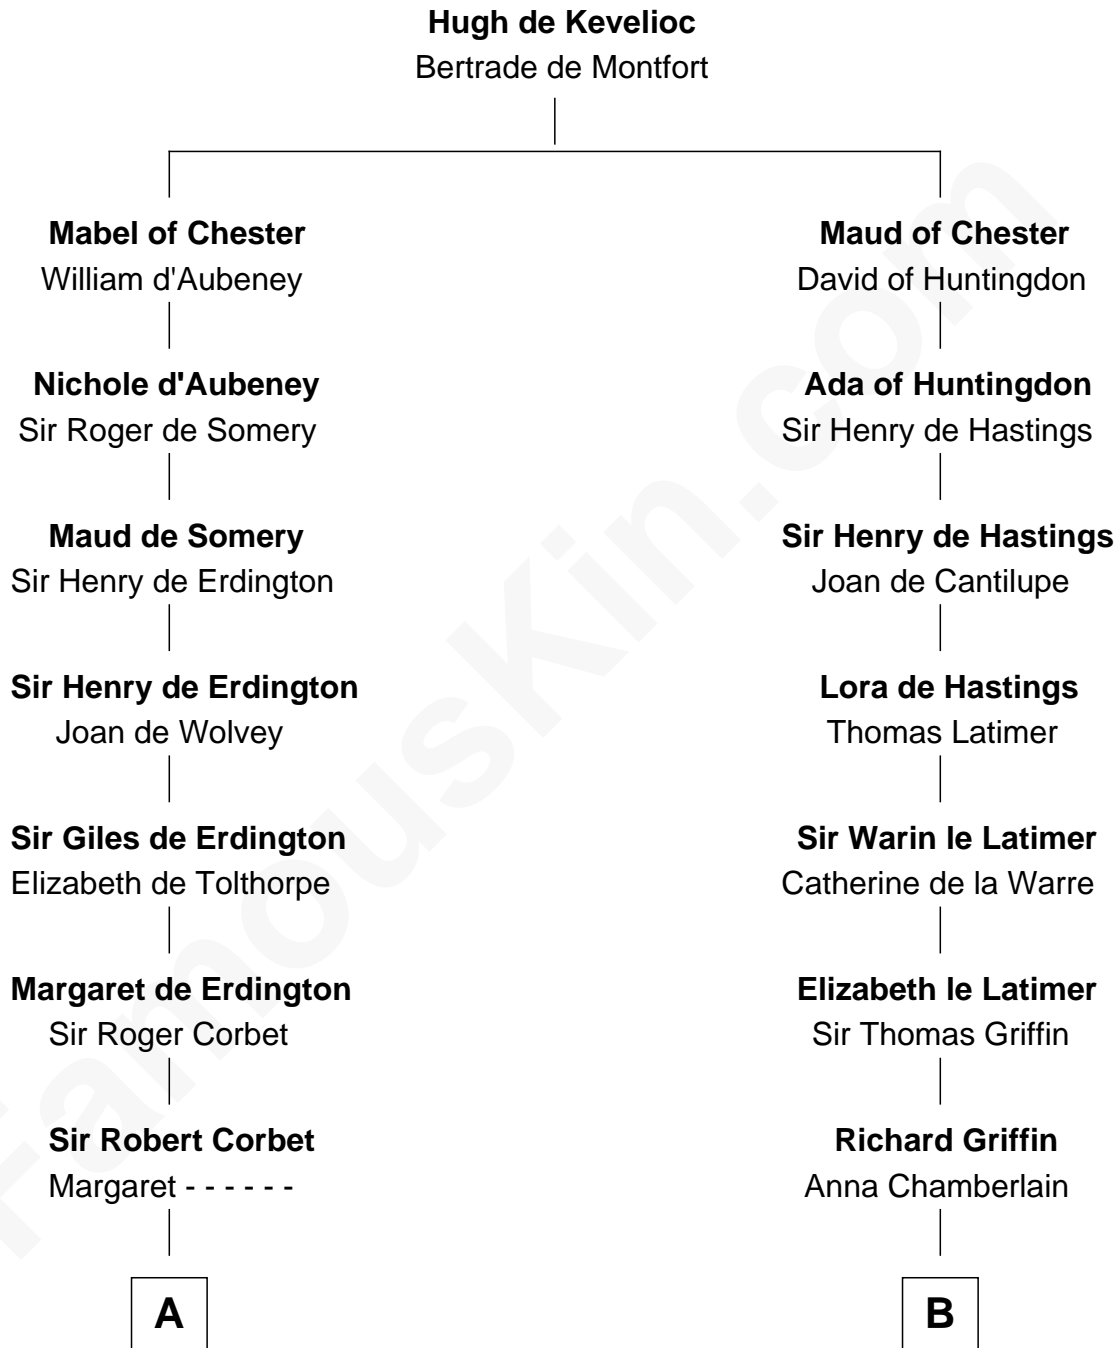 Hugh de Kevelioc
Bertrade de Montfort
Mabel of Chester
William d'Aubeney
Maud of Chester
David of Huntingdon
Nichole d'Aubeney
Sir Roger de Somery
Ada of Huntingdon
Sir Henry de Hastings
Maud de Somery
Sir Henry de Erdington
Sir Henry de Hastings
Joan de Cantilupe
Sir Henry de Erdington
Joan de Wolvey
Lora de Hastings
Thomas Latimer
Sir Giles de Erdington
Elizabeth de Tolthorpe
Sir Warin le Latimer
Catherine de la Warre
Margaret de Erdington
Sir Roger Corbet
Elizabeth le Latimer
Sir Thomas Griffin
Sir Robert Corbet
Margaret - - - - - -
Richard Griffin
Anna Chamberlain
A
B
FamousKin.com